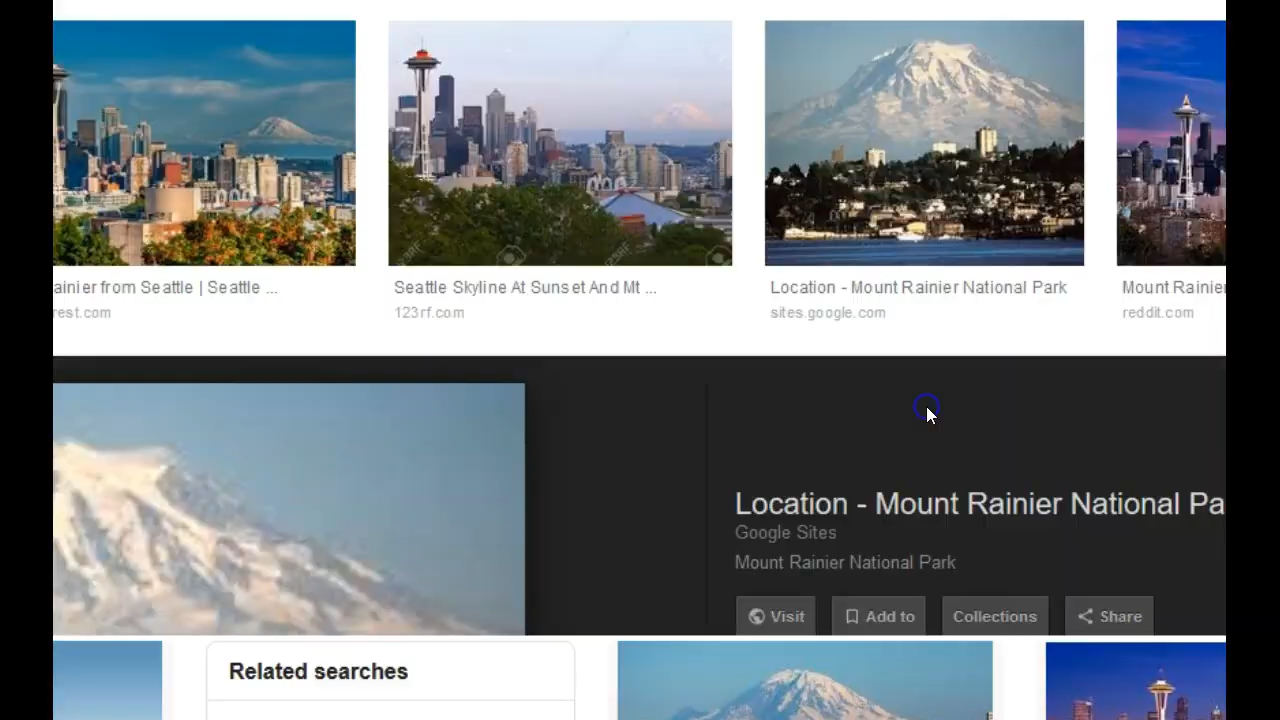 ainier from Seattle | Seattle ...
rest.com
Seattle Skyline At Sunset And Mt ...
123rf.com
Location - Mount Rainier National Park
sites.google.com
Mount Rainier
reddit.com
Location - Mount Rainier National Pa
Google Sites
Mount Rainier National Park
Visit
Add to
Collections
Share
Related searches